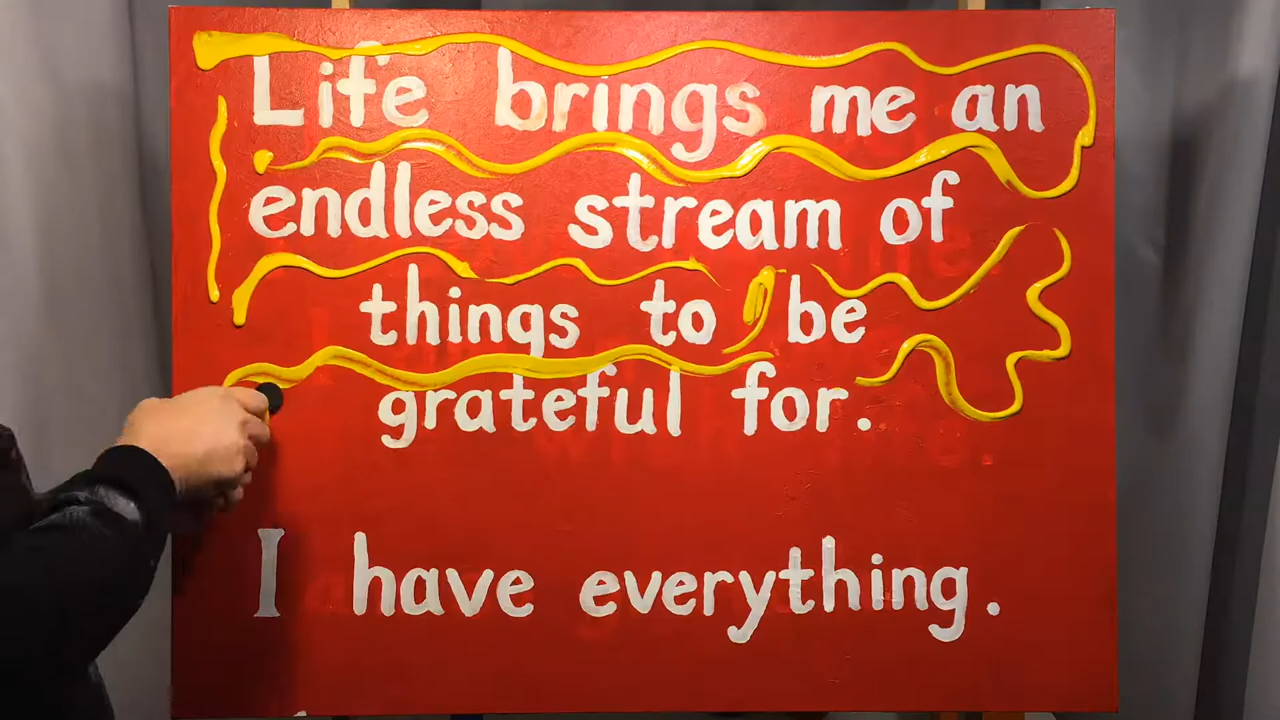 Life brings me an
endless stream of
things to be
grateful for.
I have everything.